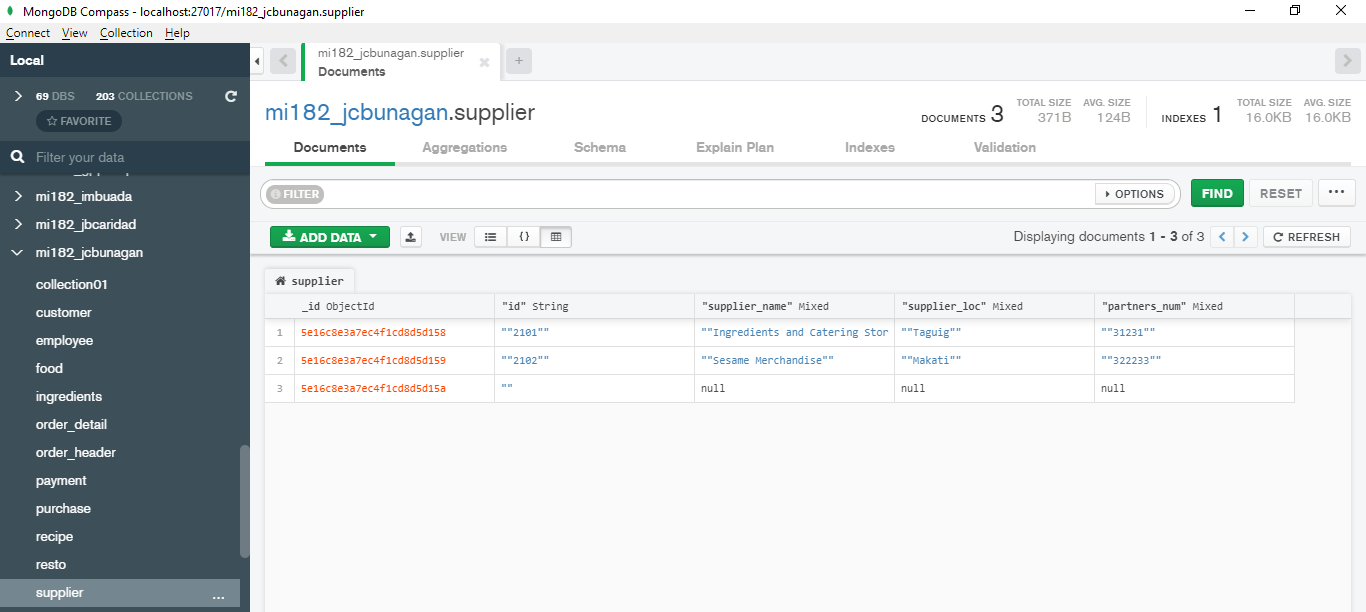 MongoDB Compass - localhost:27017/mi182_jcbunagan.supplier
Connect View Collection Help
Local
69 DBS 203 COLLECTIONS
FAVORITE
Filter your data
mi182_imbuada
mi182_jbcaridad
mi182_jcbunagan
collection01
customer
employee
food
ingredients
order_detail
order_header
payment
purchase
recipe
resto
supplier ...
mi182_jcbunagan.supplier
Documents
mi182_jcbunagan.supplier
DOCUMENTS 3 TOTAL SIZE 371B AVG. SIZE 124B INDEXES 1 TOTAL SIZE 16.0KB AVG. SIZE 16.0KB
Documents Aggregations Schema Explain Plan Indexes Validation
FILTER OPTIONS FIND RESET ...
ADD DATA VIEW {} Displaying documents 1 - 3 of 3 < > REFRESH
supplier
_id ObjectId "id" String "supplier_name" Mixed "supplier_loc" Mixed "partners_num" Mixed
1 5e16c8e3a7ec4f1cd8d5d158 ""2101"" ""Ingredients and Catering Stor ""Taguig"" ""31231""
2 5e16c8e3a7ec4f1cd8d5d159 ""2102"" ""Sesame Merchandise"" ""Makati"" ""322233""
3 5e16c8e3a7ec4f1cd8d5d15a "" null null null